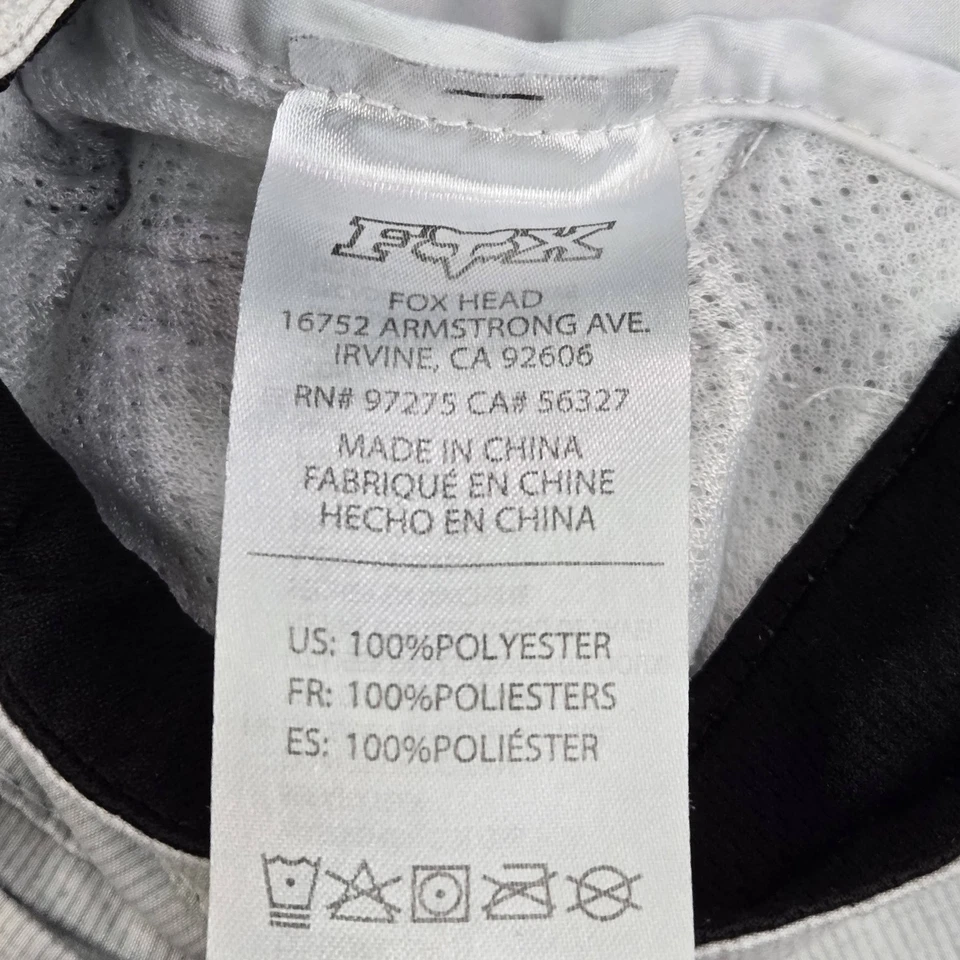 FOX
FOX HEAD
16752 ARMSTRONG AVE.
IRVINE, CA 92606
RN# 97275 CA# 56327
MADE IN CHINA
FABRIQUÉ EN CHINE
HECHO EN CHINA
US: 100%POLYESTER
FR: 100%POLIESTERS
ES: 100%POLIÉSTER